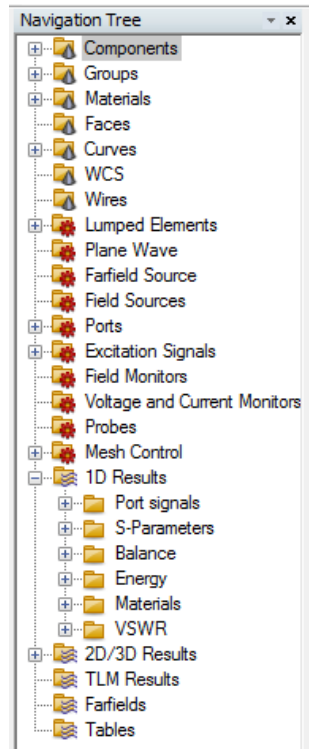 Navigation Tree
Components
Groups
Materials
Faces
Curves
WCS
Wires
Lumped Elements
Plane Wave
Farfield Source
Field Sources
Ports
Excitation Signals
Field Monitors
Voltage and Current Monitors
Probes
Mesh Control
1D Results
Port signals
S-Parameters
Balance
Energy
Materials
VSWR
2D/3D Results
TLM Results
Farfields
Tables